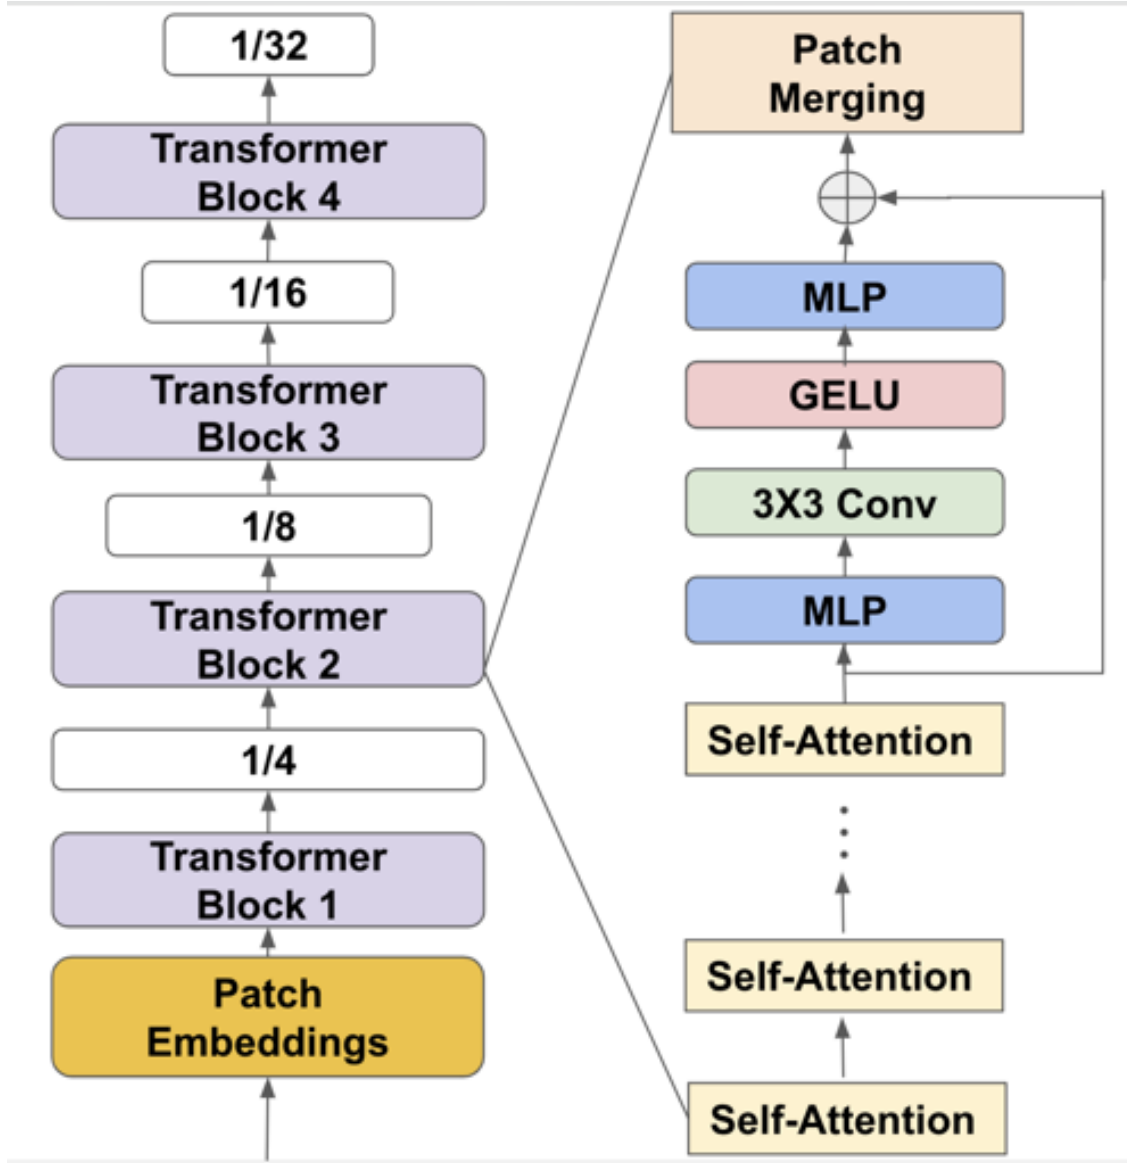 1/32
Transformer
Block 4
1/16
Transformer
Block 3
1/8
Transformer
Block 2
1/4
Transformer
Block 1
Patch
Embeddings
Patch
Merging
MLP
GELU
3X3 Conv
MLP
Self-Attention
Self-Attention
Self-Attention